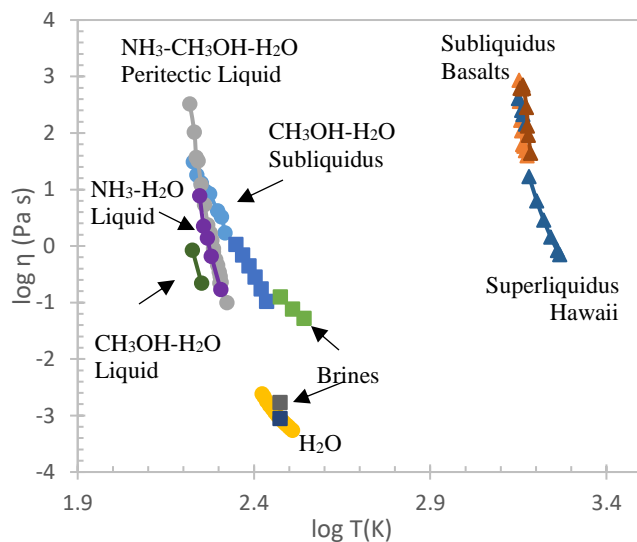 NH₃-CH₃OH-H₂O
Peritectic Liquid
Subliquidus
Basalts
CH₃OH-H₂O
Subliquidus
NH₃-H₂O
Liquid
CH₃OH-H₂O
Liquid
Superliquidus
Hawaii
Brines
H₂O
log η (Pa s)
4
3
2
1
0
-1
-2
-3
-4
1.9
2.4
2.9
3.4
log T(K)